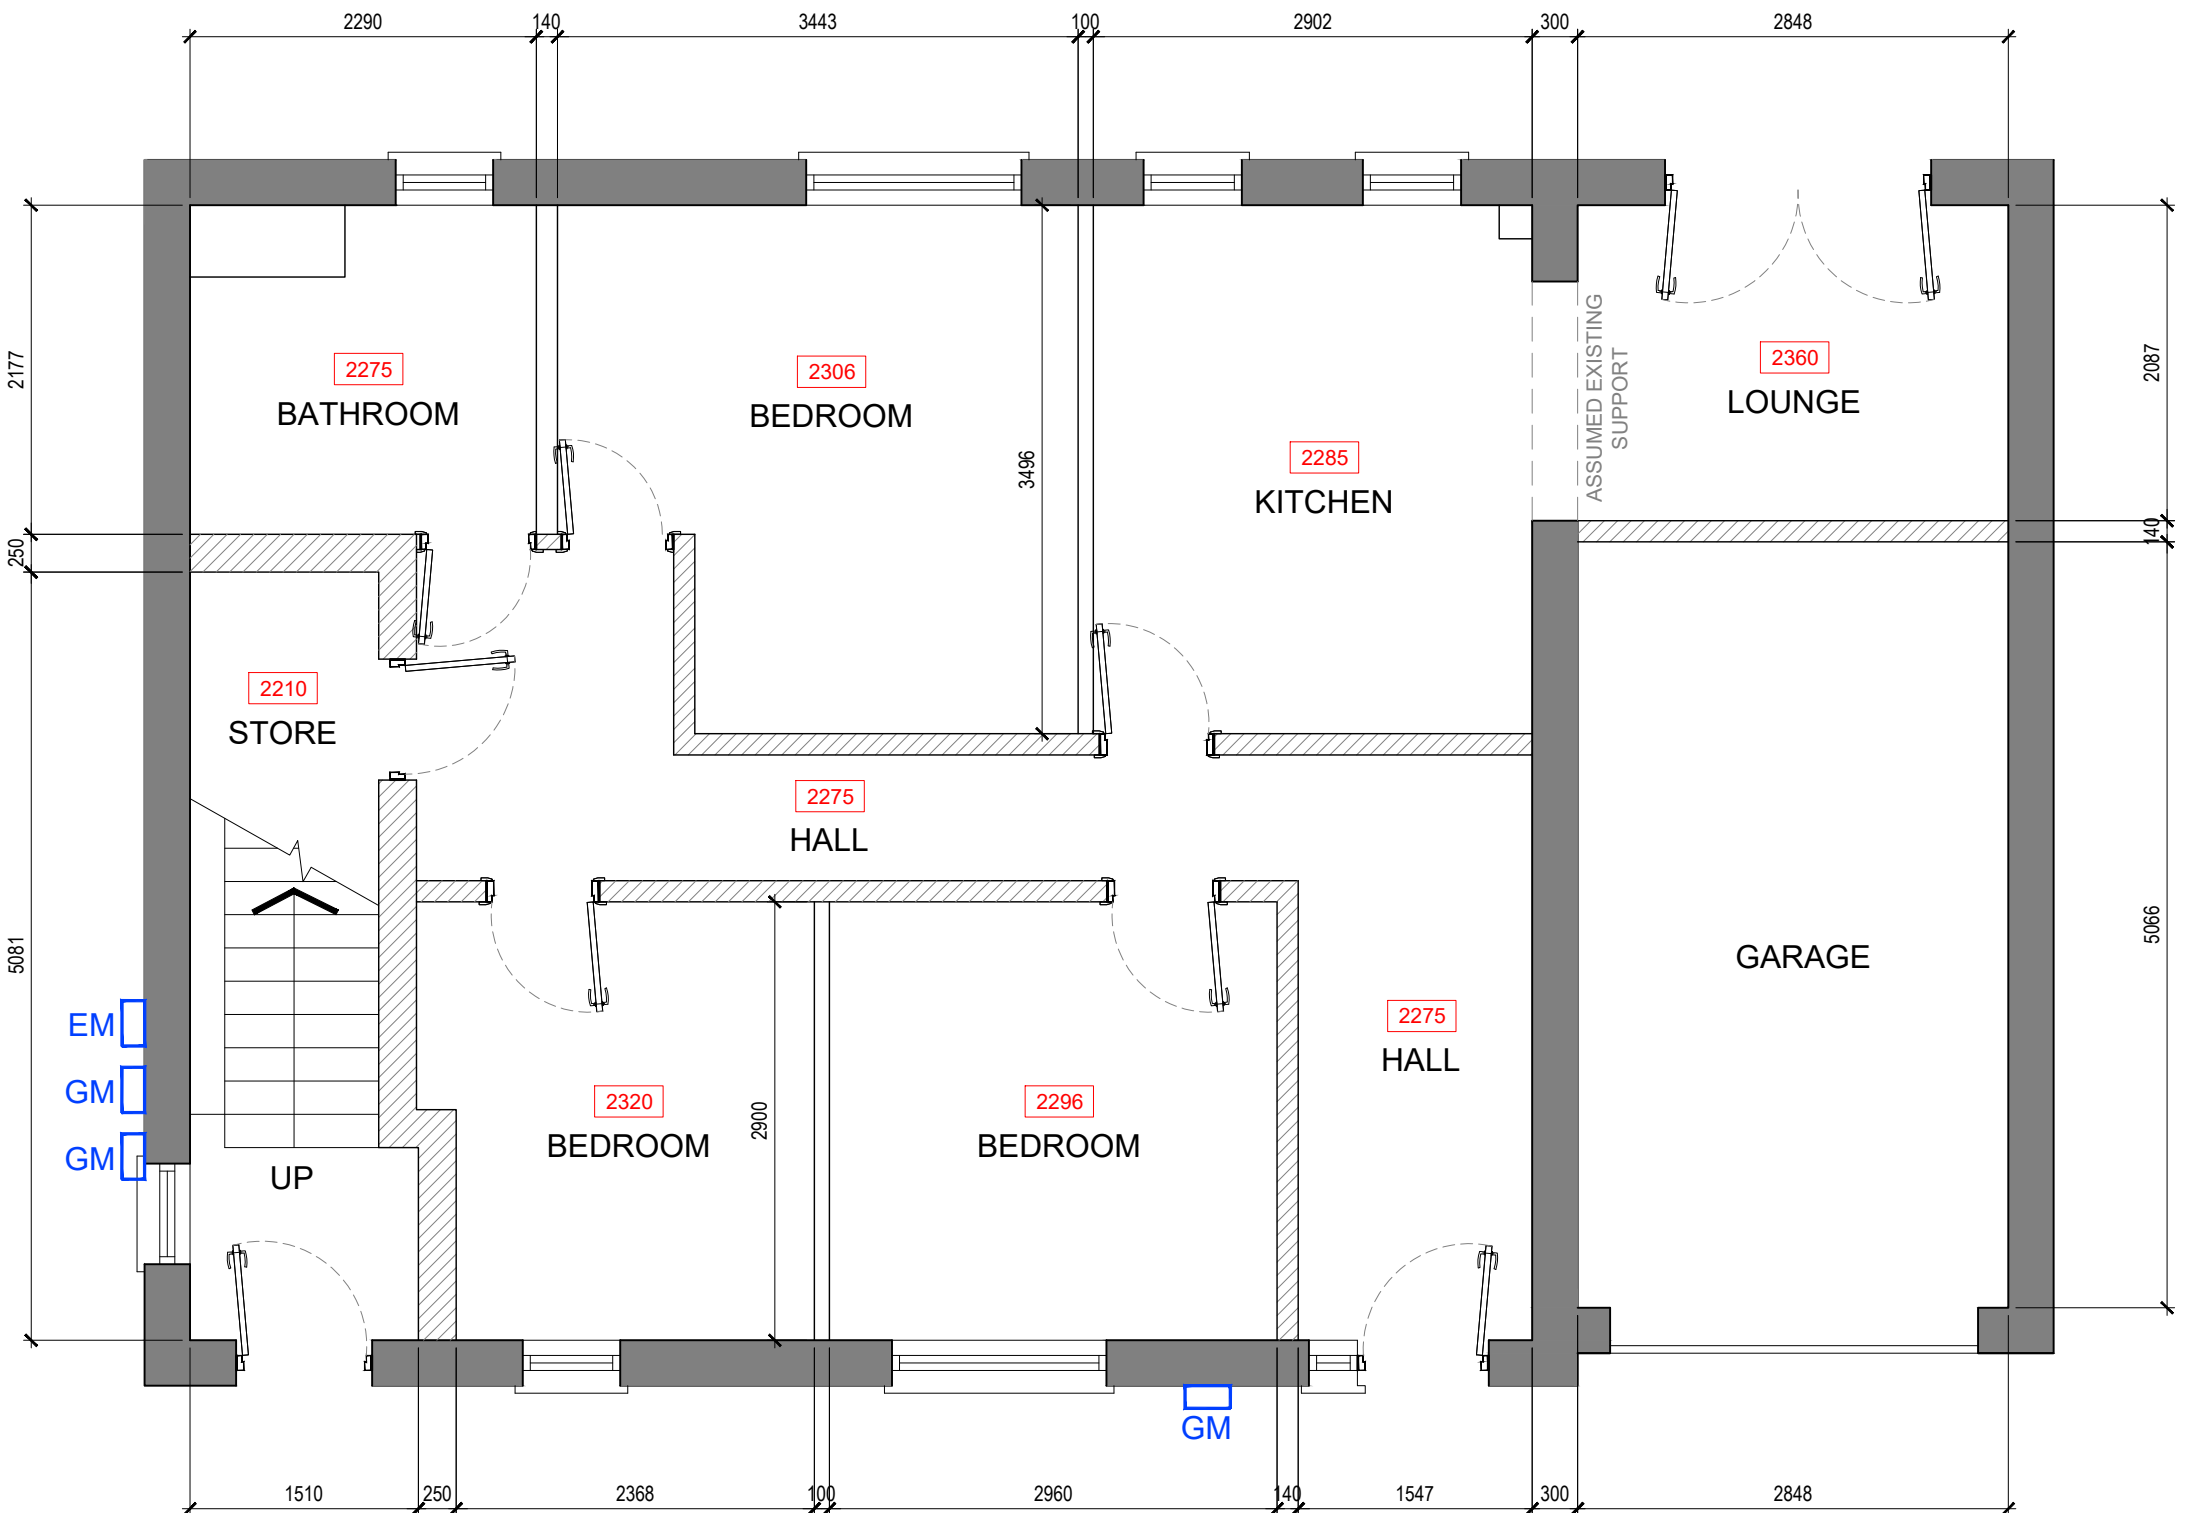 2290 140 3443 100 2902 300 2848
2177
250
5081
2275
BATHROOM
2306
BEDROOM
3496
2285
KITCHEN
ASSUMED EXISTING
SUPPORT
2360
LOUNGE
2087
140
5066
2210
STORE
2275
HALL
GARAGE
2275
HALL
2320
BEDROOM
2900
2296
BEDROOM
EM
GM
GM
UP
GM
1510 250 2368 100 2960 140 1547 300 2848